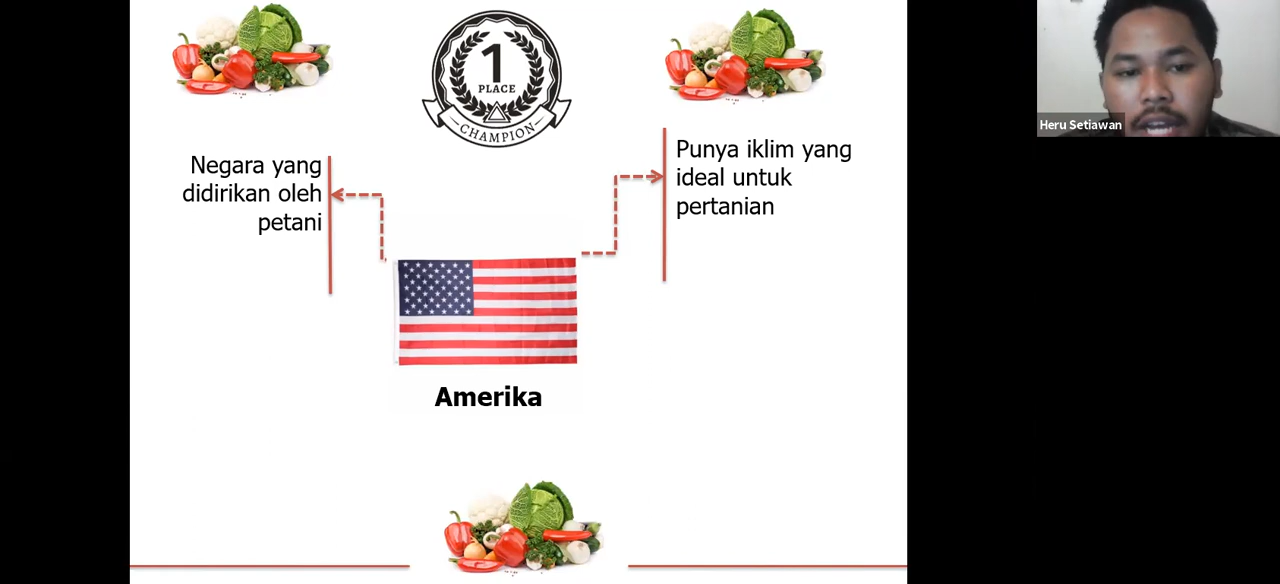 1
PLACE
CHAMPION
Negara yang
didirikan oleh
petani
Punya iklim yang
ideal untuk
pertanian
Amerika
Heru Setiawan